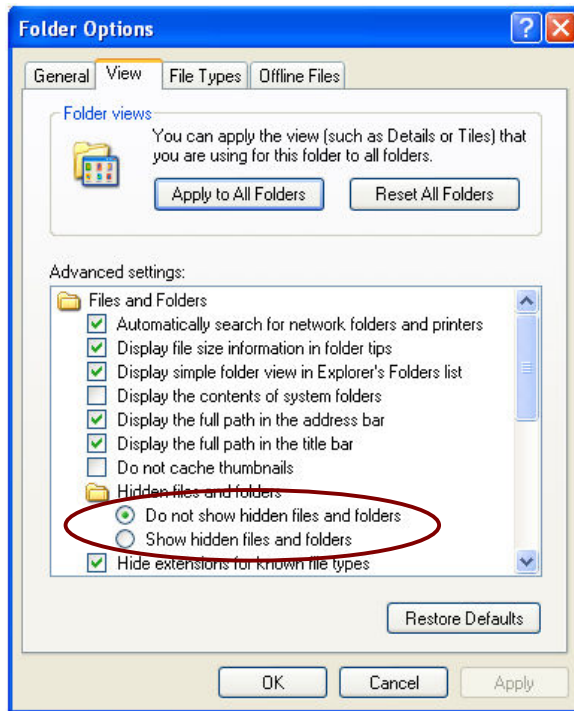 Folder Options
General View File Types Offline Files
Folder views
You can apply the view (such as Details or Tiles) that
you are using for this folder to all folders.
Apply to All Folders Reset All Folders
Advanced settings:
Files and Folders
Automatically search for network folders and printers
Display file size information in folder tips
Display simple folder view in Explorer's Folders list
Display the contents of system folders
Display the full path in the address bar
Display the full path in the title bar
Do not cache thumbnails
Hidden files and folders
Do not show hidden files and folders
Show hidden files and folders
Hide extensions for known file types
Restore Defaults
OK Cancel Apply